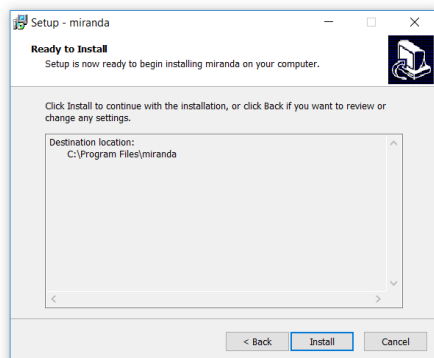 Setup - miranda
Ready to Install
Setup is now ready to begin installing miranda on your computer.
Click Install to continue with the installation, or click Back if you want to review or
change any settings.
Destination location:
C:\Program Files\miranda
< Back
Install
Cancel